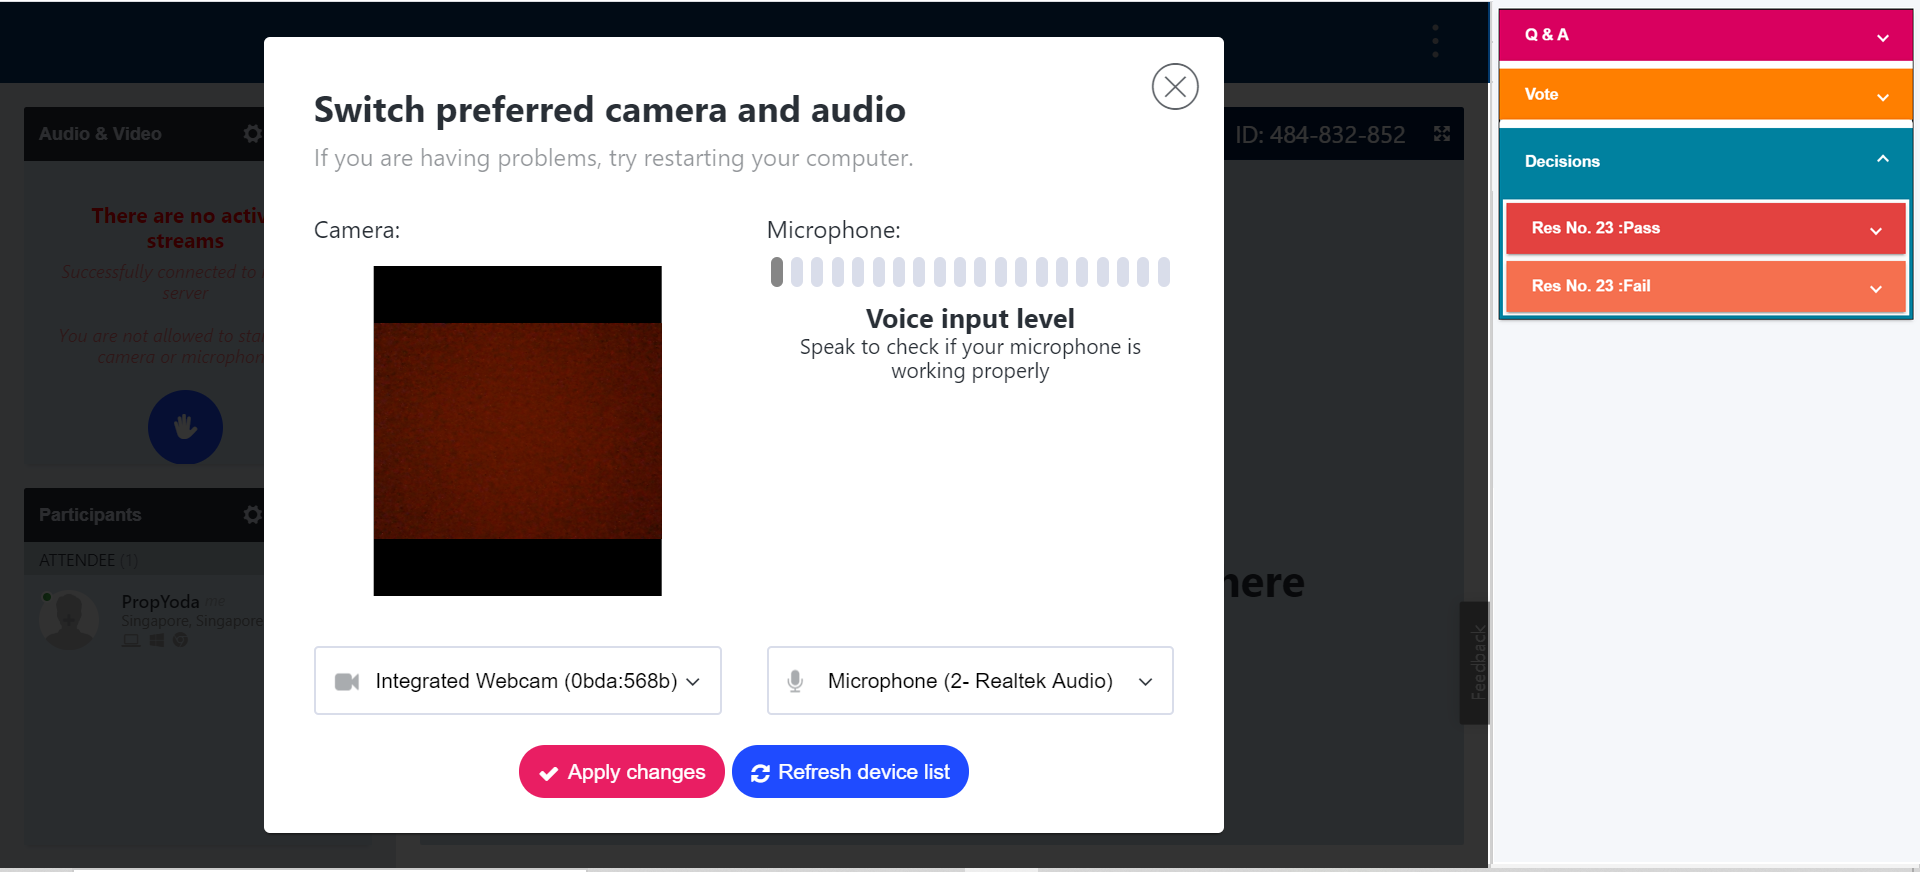 Q & A
Vote
Decisions
Res No. 23 :Pass
Res No. 23 :Fail
ID: 484-832-852
Audio & Video
There are no activ
streams
Successfully connected to
server
You are not allowed to sta
camera or microphon
Participants
ATTENDEE (1)
PropYoda me
Singapore, Singapore
here
Feedback
Switch preferred camera and audio
If you are having problems, try restarting your computer.
Camera:
Microphone:
Voice input level
Speak to check if your microphone is
working properly
Integrated Webcam (0bda:568b)
Microphone (2- Realtek Audio)
Apply changes
Refresh device list